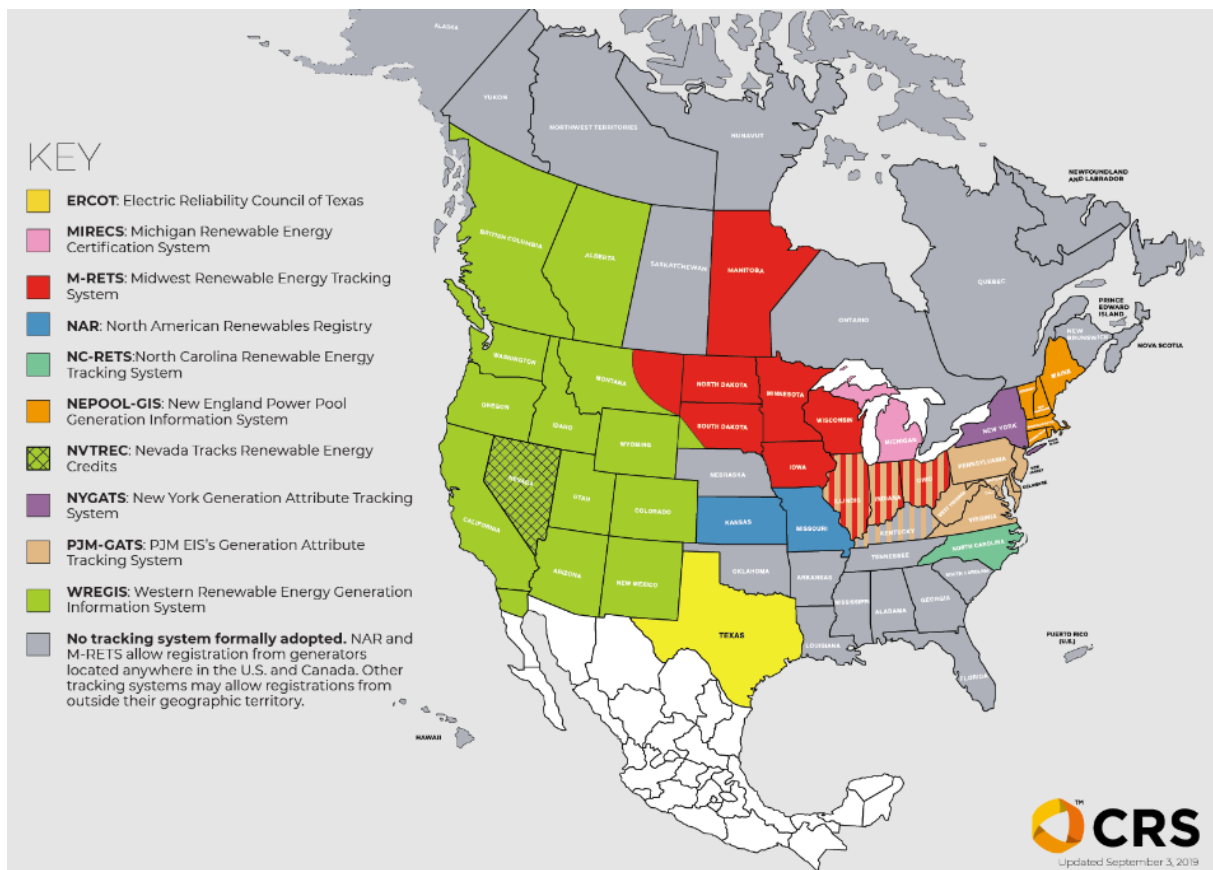 ALASKA
YUKON
NORTHWEST TERRITORIES
NUNAVUT
KEY
ERCOT: Electric Reliability Council of Texas
MIRECS: Michigan Renewable Energy
Certification System
M-RETS: Midwest Renewable Energy Tracking
System
NAR: North American Renewables Registry
NC-RETS:North Carolina Renewable Energy
Tracking System
NEPOOL-GIS: New England Power Pool
Generation Information System
NVTREC: Nevada Tracks Renewable Energy
Credits
NYGATS: New York Generation Attribute Tracking
System
PJM-GATS: PJM EIS's Generation Attribute
Tracking System
WREGIS: Western Renewable Energy Generation
Information System
No tracking system formally adopted. NAR and
M-RETS allow registration from generators
located anywhere in the U.S. and Canada. Other
tracking systems may allow registrations from
outside their geographic territory.
NEWFOUNDLAND
AND LABRADOR
BRITISH COLUMBIA
ALBERTA
SASKATCHEWAN
MANITOBA
ONTARIO
QUEBEC
PRINCE
EDWARD
ISLAND
NEW
BRUNSWICK
NOVA SCOTIA
WASHINGTON
MONTANA
NORTH DAKOTA
MINNESOTA
MAINE
OREGON
IDAHO
WYOMING
SOUTH DAKOTA
WISCONSIN
MICHIGAN
NEW YORK
NEVADA
UTAH
COLORADO
NEBRASKA
IOWA
ILLINOIS
INDIANA
OHIO
PENNSYLVANIA
NEW
JERSEY
DELAWARE
WEST VIRGINIA
VIRGINIA
CALIFORNIA
KANSAS
MISSOURI
KENTUCKY
ARIZONA
NEW MEXICO
OKLAHOMA
ARKANSAS
TENNESSEE
NORTH CAROLINA
SOUTH CAROLINA
TEXAS
LOUISIANA
MISSISSIPPI
ALABAMA
GEORGIA
FLORIDA
PUERTO RICO
(U.S.)
HAWAII
CRS
TM
Updated September 3, 2019